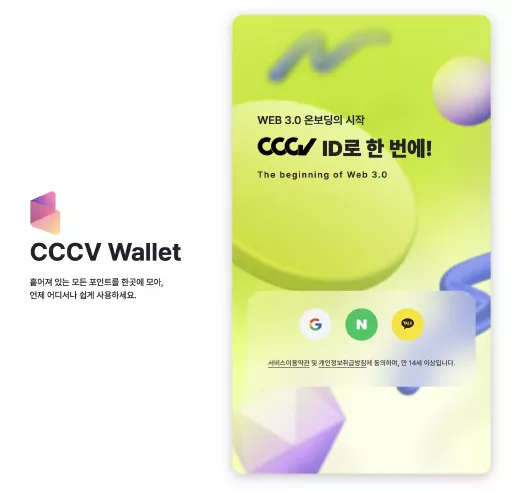 CCCV Wallet
흩어져 있는 모든 포인트를 한곳에 모아,
언제 어디서나 쉽게 사용하세요.
WEB 3.0 온보딩의 시작
CCCV ID로 한 번에!
The beginning of Web 3.0
G N TALK
서비스이용약관 및 개인정보취급방침에 동의하며, 만 14세 이상입니다.